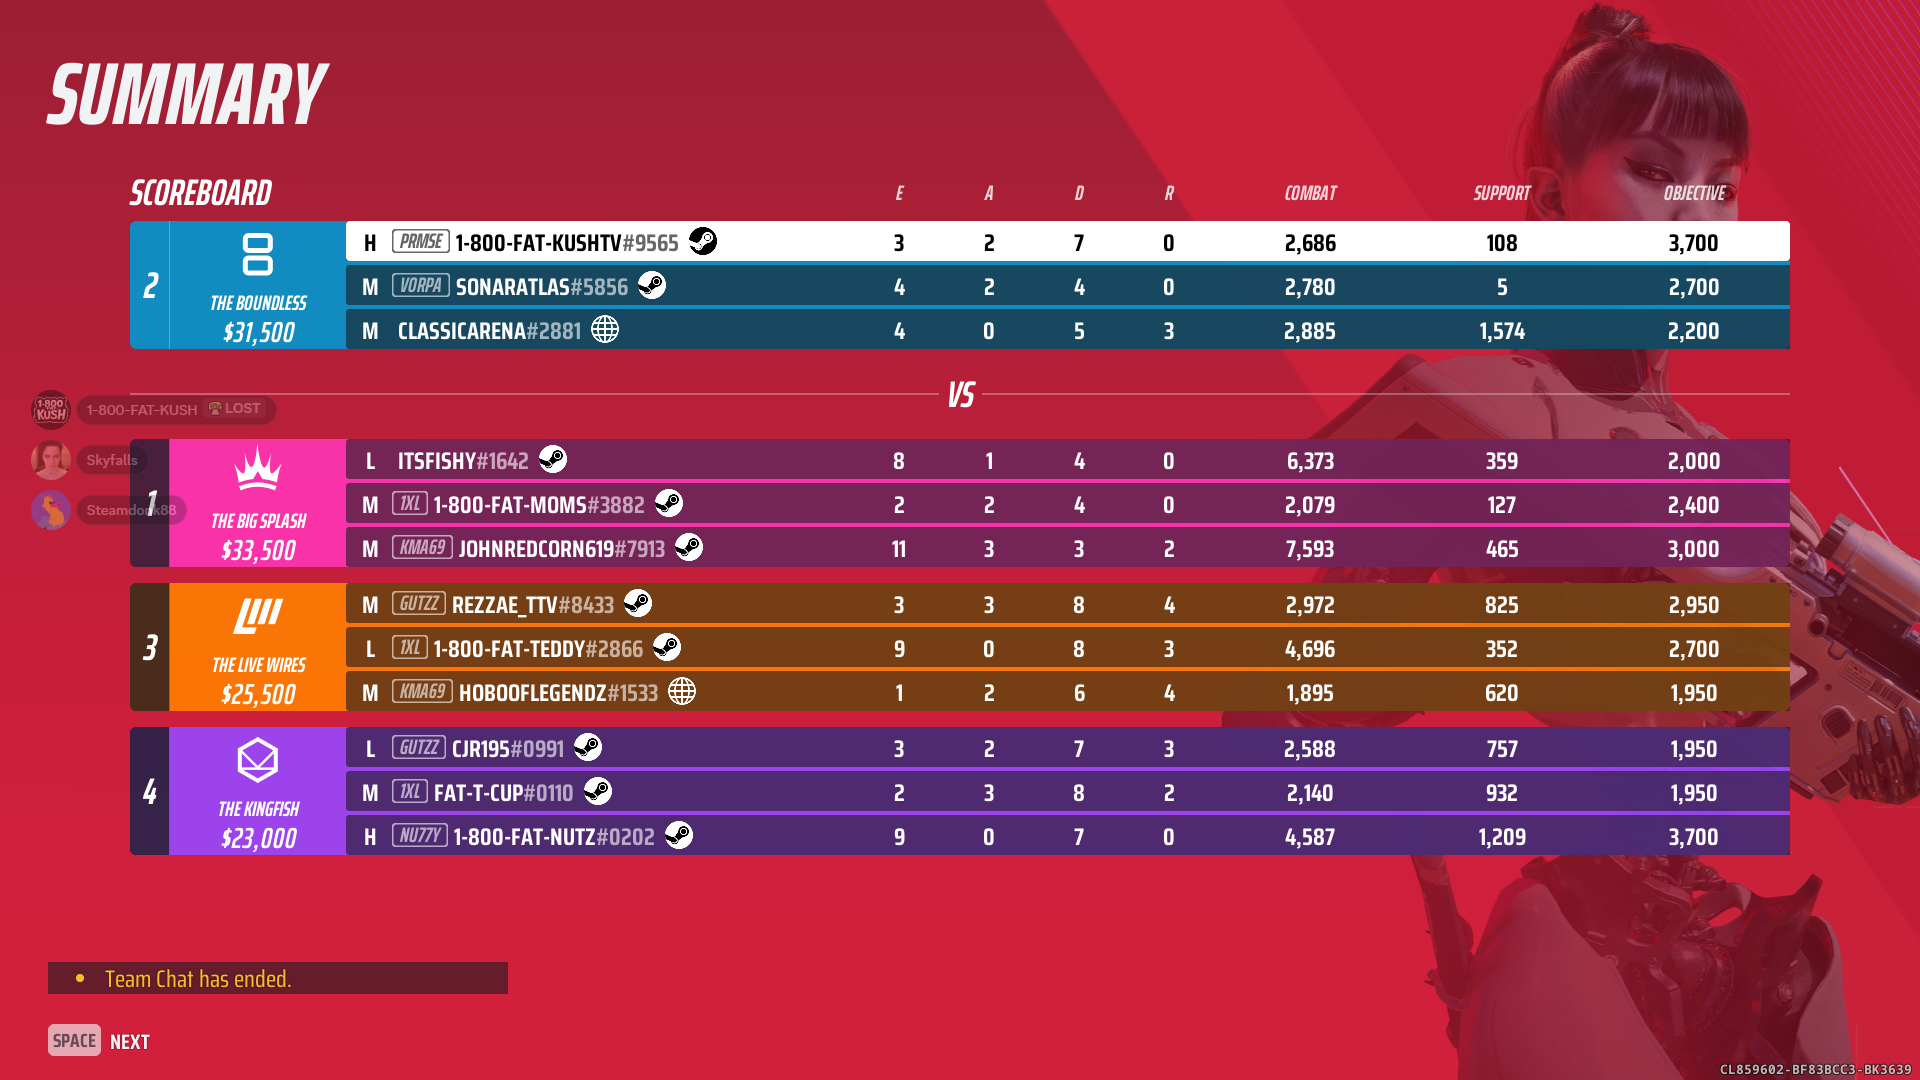 SUMMARY
SCOREBOARD E A D R COMBAT SUPPORT OBJECTIVE
2 THE BOUNDLESS $31,500
H PRMSE 1-800-FAT-KUSHTV#9565 3 2 7 0 2,686 108 3,700
M VORPA SONARATLAS#5856 4 2 4 0 2,780 5 2,700
M CLASSICARENA#2881 4 0 5 3 2,885 1,574 2,200
VS
1-800 KUSH 1-800-FAT-KUSH LOST
Skyfalls
Steamdonk88
1 THE BIG SPLASH $33,500
L ITSFISHY#1642 8 1 4 0 6,373 359 2,000
M 1XL 1-800-FAT-MOMS#3882 2 2 4 0 2,079 127 2,400
M KMA69 JOHNREDCORN619#7913 11 3 3 2 7,593 465 3,000
3 THE LIVE WIRES $25,500
M GUTZZ REZZAE_TTV#8433 3 3 8 4 2,972 825 2,950
L 1XL 1-800-FAT-TEDDY#2866 9 0 8 3 4,696 352 2,700
M KMA69 HOBOOFLEGENDZ#1533 1 2 6 4 1,895 620 1,950
4 THE KINGFISH $23,000
L GUTZZ CJR195#0991 3 2 7 3 2,588 757 1,950
M 1XL FAT-T-CUP#0110 2 3 8 2 2,140 932 1,950
H NU77Y 1-800-FAT-NUTZ#0202 9 0 7 0 4,587 1,209 3,700
Team Chat has ended.
SPACE NEXT
CL859602-BF83BCC3-BK3639